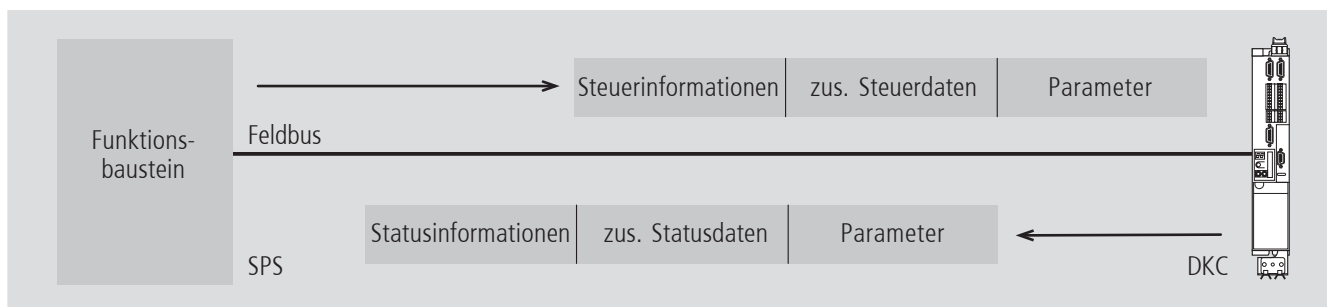 Steuerinformationen zus. Steuerdaten Parameter
Funktions-
baustein
Feldbus
Statusinformationen zus. Statusdaten Parameter
SPS
DKC